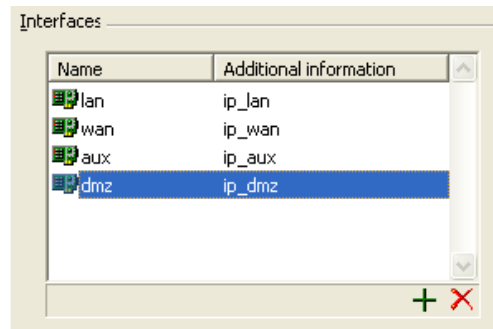 Interfaces
Name Additional information
lan ip_lan
wan ip_wan
aux ip_aux
dmz ip_dmz